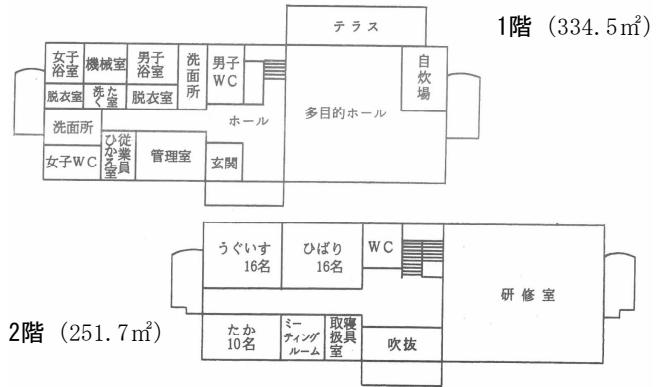 1階 (334.5㎡)
テラス
女子
浴室
機械室
男子
浴室
洗面所
男子
WC
自炊場
脱衣室
洗たく室
脱衣室
ホール
多目的ホール
洗面所
女子WC
従業員
ひかえ室
管理室
玄関
2階 (251.7㎡)
うぐいす
16名
ひばり
16名
WC
研修室
たか
10名
ミー
ティング
ルーム
寝具
取扱室
吹抜